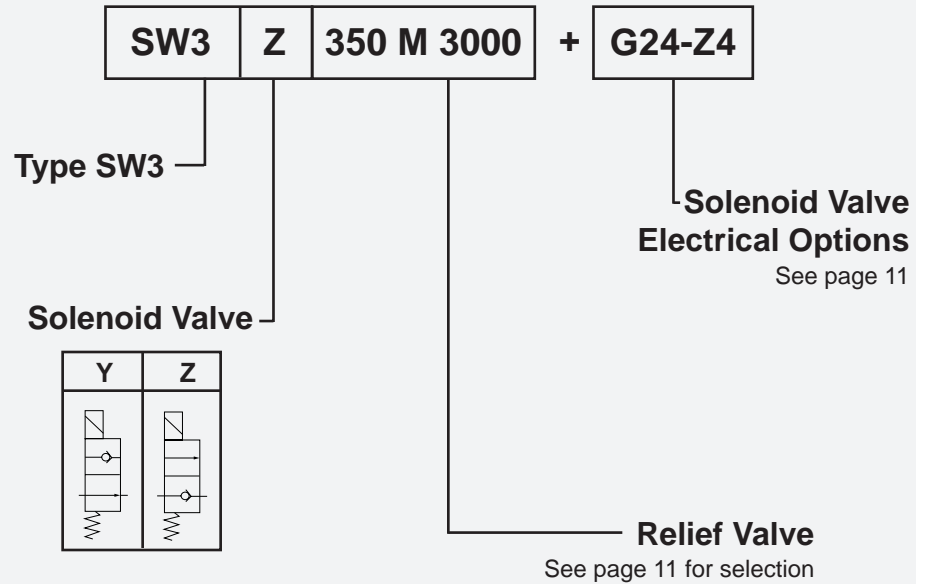 SW3 Z 350 M 3000 + G24-Z4
Type SW3
Solenoid Valve
Electrical Options
See page 11
Solenoid Valve
Y Z
Relief Valve
See page 11 for selection